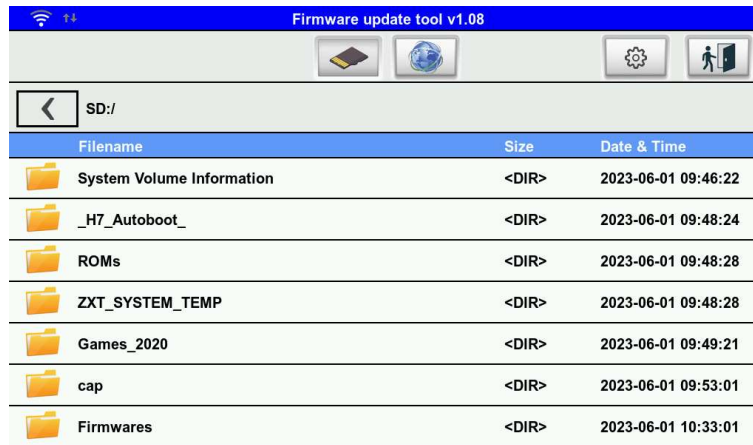 Firmware update tool v1.08
SD:/
Filename Size Date & Time
System Volume Information <DIR> 2023-06-01 09:46:22
_H7_Autoboot_ <DIR> 2023-06-01 09:48:24
ROMs <DIR> 2023-06-01 09:48:28
ZXT_SYSTEM_TEMP <DIR> 2023-06-01 09:48:28
Games_2020 <DIR> 2023-06-01 09:49:21
cap <DIR> 2023-06-01 09:53:01
Firmwares <DIR> 2023-06-01 10:33:01